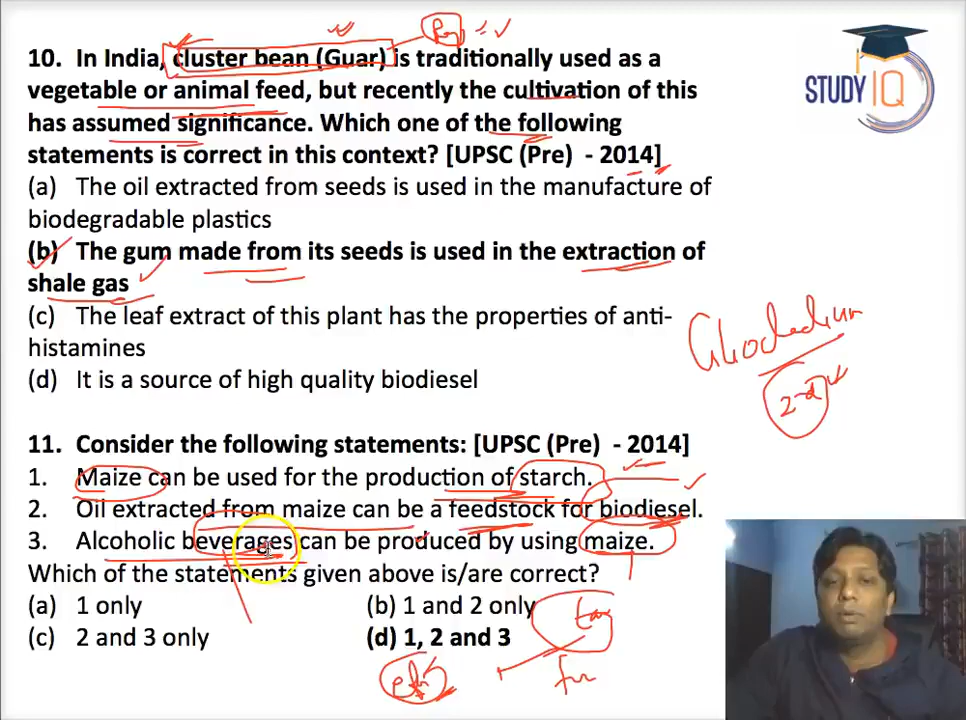 10. In India, cluster bean (Guar) is traditionally used as a
vegetable or animal feed, but recently the cultivation of this
has assumed significance. Which one of the following
statements is correct in this context? [UPSC (Pre) - 2014]
(a) The oil extracted from seeds is used in the manufacture of
biodegradable plastics
(b) The gum made from its seeds is used in the extraction of
shale gas
(c) The leaf extract of this plant has the properties of anti-
histamines
(d) It is a source of high quality biodiesel
STUDY IQ
2-d
11. Consider the following statements: [UPSC (Pre) - 2014]
1. Maize can be used for the production of starch.
2. Oil extracted from maize can be a feedstock for biodiesel.
3. Alcoholic beverages can be produced by using maize.
Which of the statements given above is/are correct?
(a) 1 only (b) 1 and 2 only
(c) 2 and 3 only (d) 1, 2 and 3